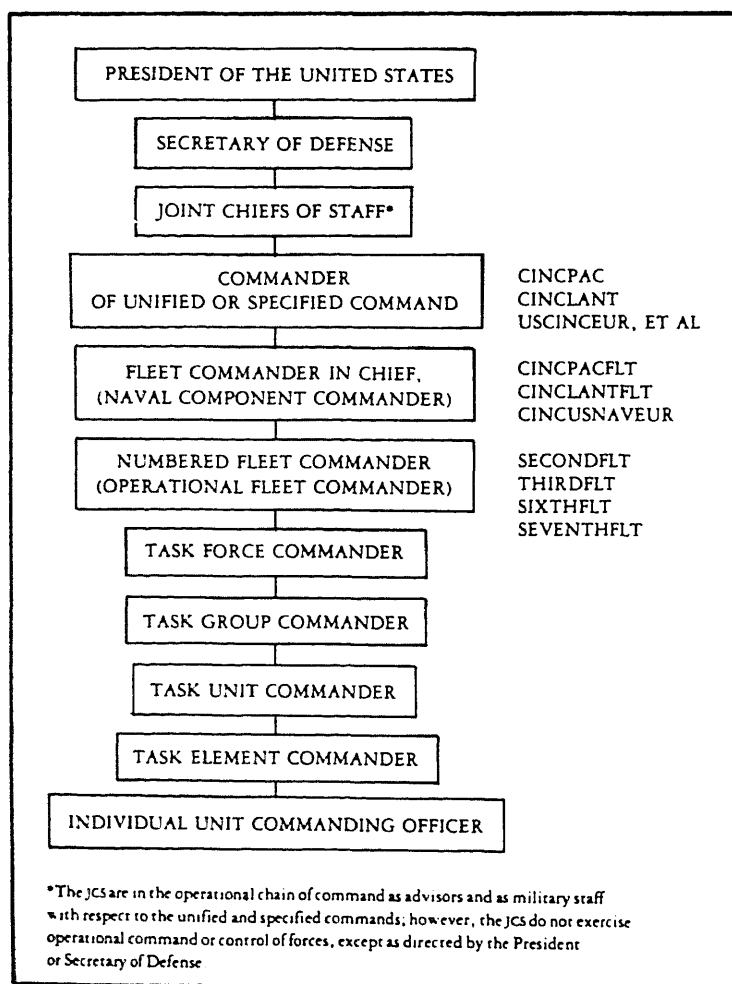 PRESIDENT OF THE UNITED STATES
SECRETARY OF DEFENSE
JOINT CHIEFS OF STAFF*
COMMANDER
OF UNIFIED OR SPECIFIED COMMAND
CINCPAC
CINCLANT
USCINCEUR, ET AL
FLEET COMMANDER IN CHIEF,
(NAVAL COMPONENT COMMANDER)
CINCPACFLT
CINCLANTFLT
CINCUSNAVEUR
NUMBERED FLEET COMMANDER
(OPERATIONAL FLEET COMMANDER)
SECONDFLT
THIRDFLT
SIXTHFLT
SEVENTHFLT
TASK FORCE COMMANDER
TASK GROUP COMMANDER
TASK UNIT COMMANDER
TASK ELEMENT COMMANDER
INDIVIDUAL UNIT COMMANDING OFFICER
*The JCS are in the operational chain of command as advisors and as military staff
with respect to the unified and specified commands; however, the JCS do not exercise
operational command or control of forces, except as directed by the President
or Secretary of Defense